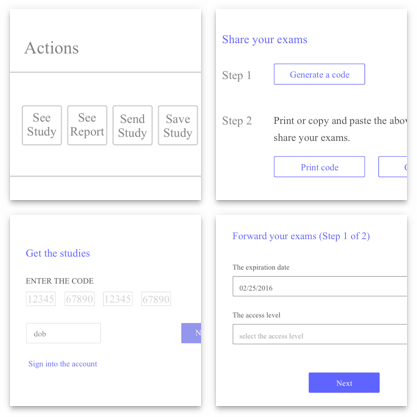 Actions
See Study
See Report
Send Study
Save Study
Share your exams
Step 1
Generate a code
Step 2
Print or copy and paste the abov
share your exams.
Print code
Get the studies
ENTER THE CODE
12345 67890 12345 67890
dob
N
Sign into the account
Forward your exams (Step 1 of 2)
The expiration date
02/25/2016
The access level
select the access level
Next